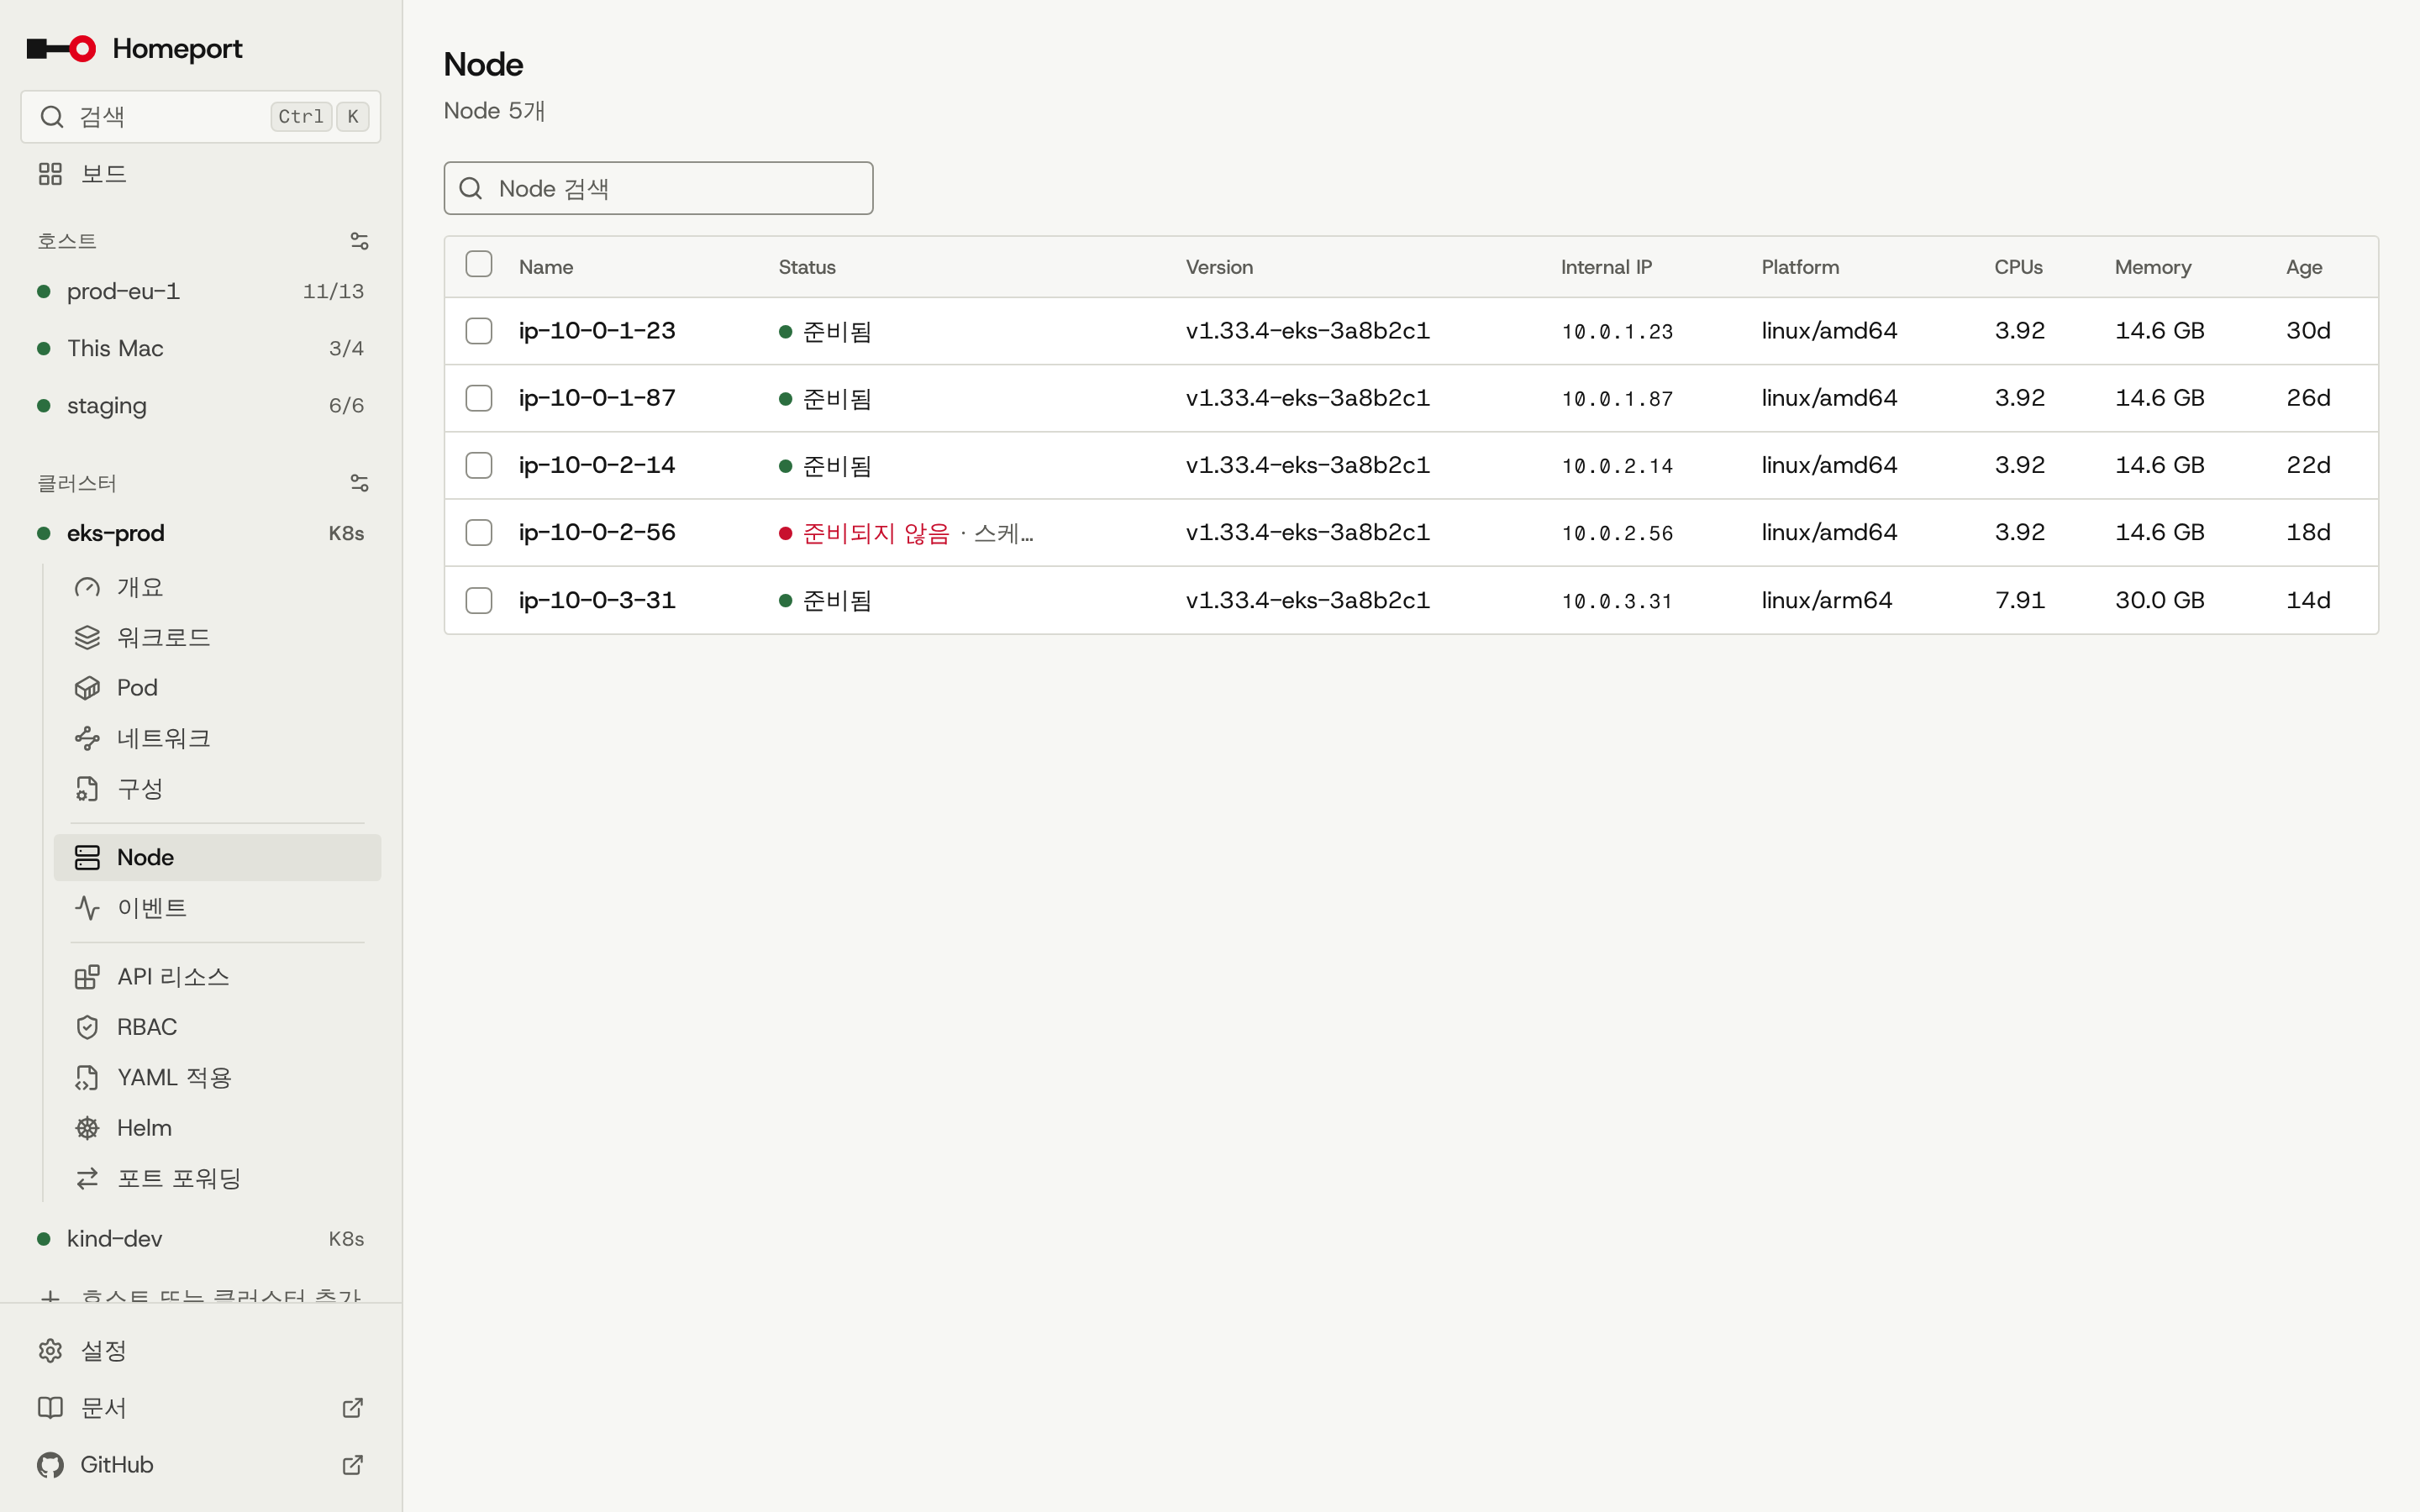 Homeport
검색 Ctrl K
보드
호스트
prod-eu-1 11/13
This Mac 3/4
staging 6/6
클러스터
eks-prod K8s
개요
워크로드
Pod
네트워크
구성
Node
이벤트
API 리소스
RBAC
YAML 적용
Helm
포트 포워딩
kind-dev K8s
호스트 또는 클러스터 추가
설정
문서
GitHub
Node
Node 5개
Node 검색
Name Status Version Internal IP Platform CPUs Memory Age
ip-10-0-1-23 준비됨 v1.33.4-eks-3a8b2c1 10.0.1.23 linux/amd64 3.92 14.6 GB 30d
ip-10-0-1-87 준비됨 v1.33.4-eks-3a8b2c1 10.0.1.87 linux/amd64 3.92 14.6 GB 26d
ip-10-0-2-14 준비됨 v1.33.4-eks-3a8b2c1 10.0.2.14 linux/amd64 3.92 14.6 GB 22d
ip-10-0-2-56 준비되지 않음 · 스케... v1.33.4-eks-3a8b2c1 10.0.2.56 linux/amd64 3.92 14.6 GB 18d
ip-10-0-3-31 준비됨 v1.33.4-eks-3a8b2c1 10.0.3.31 linux/arm64 7.91 30.0 GB 14d